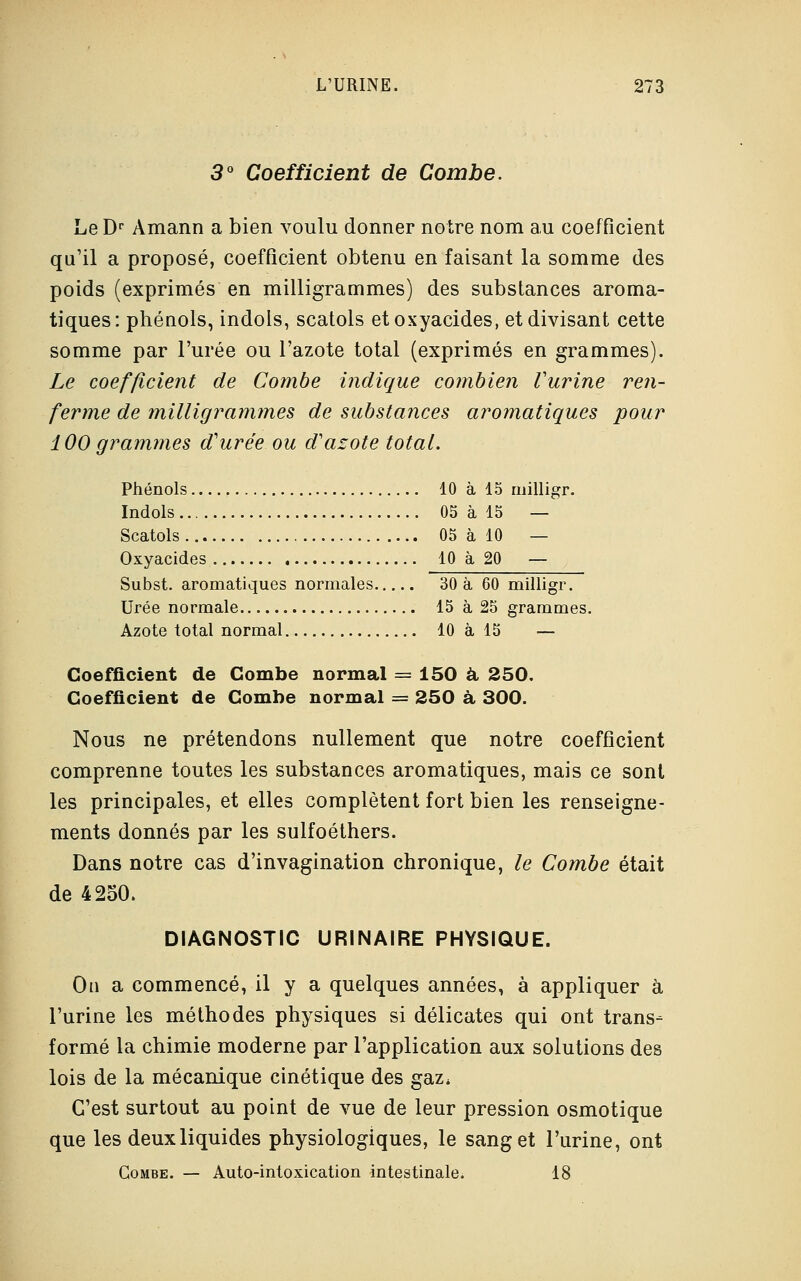 L'URINE. 273
3° Coefficient de Combe.
Le Dr Amann a bien voulu donner notre nom au coefficient
qu'il a proposé, coefficient obtenu en faisant la somme des
poids (exprimés en milligrammes) des substances aroma-
tiques: phénols, indols, scatols et oxyacides, et divisant cette
somme par l'urée ou l'azote total (exprimés en grammes).
Le coefficient de Combe indique combien l'urine ren-
ferme de milligrammes de substances aromatiques pour
100 grammes d'urée ou d'azote total.
Phénols........................... 10 à 15 milligr.
Indols............................ 05 à 15 —
Scatols........................... 05 à 10 —
Oxyacides......................... 10 à 20 —
Subst. aromatiques normales..... 30 à 60 milligr.
Urée normale..................... 15 à 25 grammes.
Azote total normal................ 10 à 15 —
Coefficient de Combe normal = 150 à 250.
Coefficient de Combe normal = 250 à 300.
Nous ne prétendons nullement que notre coefficient
comprenne toutes les substances aromatiques, mais ce sont
les principales, et elles complètent fort bien les renseigne-
ments donnés par les sulfoéthers.
Dans notre cas d'invagination chronique, le Combe était
de 4250.
DIAGNOSTIC URINAIRE PHYSIQUE.
On a commencé, il y a quelques années, à appliquer à
l'urine les méthodes physiques si délicates qui ont trans-
formé la chimie moderne par l'application aux solutions des
lois de la mécanique cinétique des gaz.
C'est surtout au point de vue de leur pression osmotique
que les deux liquides physiologiques, le sang et l'urine, ont
COMBE. — Auto-intoxication intestinale. 18